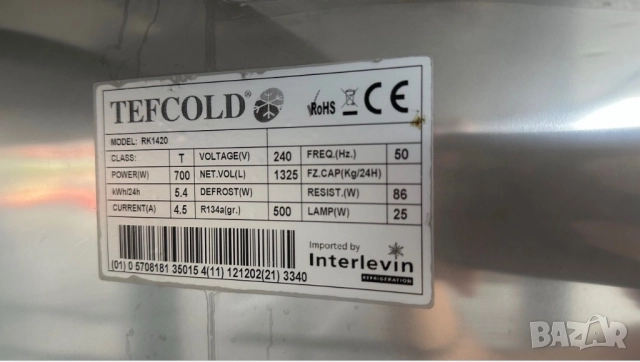 TEFCOLD®
RoHS CE
MODEL: RK1420
CLASS: T VOLTAGE(V) 240 FREQ.(Hz.) 50
POWER(W) 700 NET.VOL(L) 1325 FZ.CAP(Kg/24H)
kWh/24h 5.4 DEFROST(W) RESIST.(W) 86
CURRENT(A) 4.5 R134a(gr.) 500 LAMP(W) 25
(01) 0 5708181 35015 4(11) 121202(21) 3340
Imported by
Interlevin
REFRIGERATION
BAZAR.bg